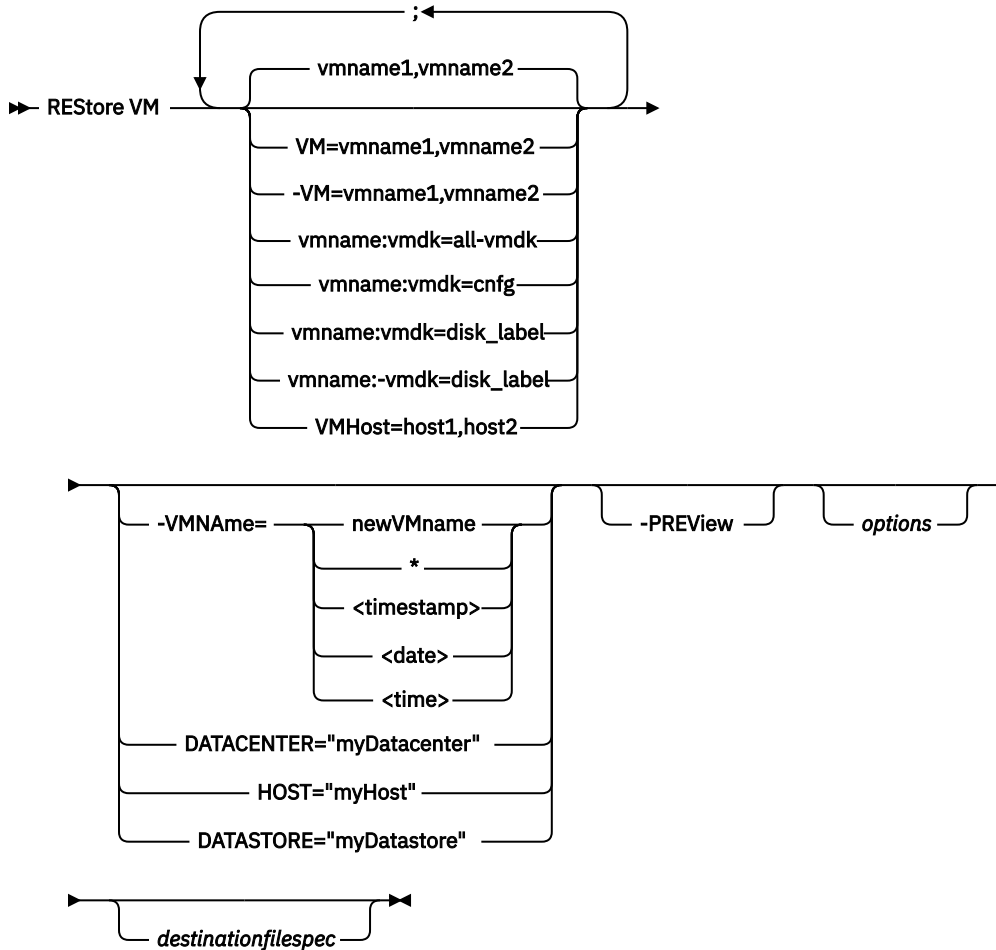 ;
vmname1,vmname2
REStore VM
VM=vmname1,vmname2
-VM=vmname1,vmname2
vmname:vmdk=all-vmdk
vmname:vmdk=cnfg
vmname:vmdk=disk_label
vmname:-vmdk=disk_label
VMHost=host1,host2
-VMNAme= newVMname -PREView options
*
<timestamp>
<date>
<time>
DATACENTER="myDatacenter"
HOST="myHost"
DATASTORE="myDatastore"
destinationfilespec